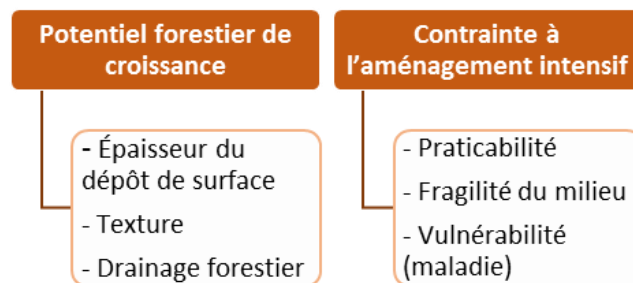 Potentiel forestier de
croissance
- Épaisseur du
dépôt de surface
- Texture
- Drainage forestier
Contrainte à
l'aménagement intensif
- Praticabilité
- Fragilité du milieu
- Vulnérabilité
(maladie)